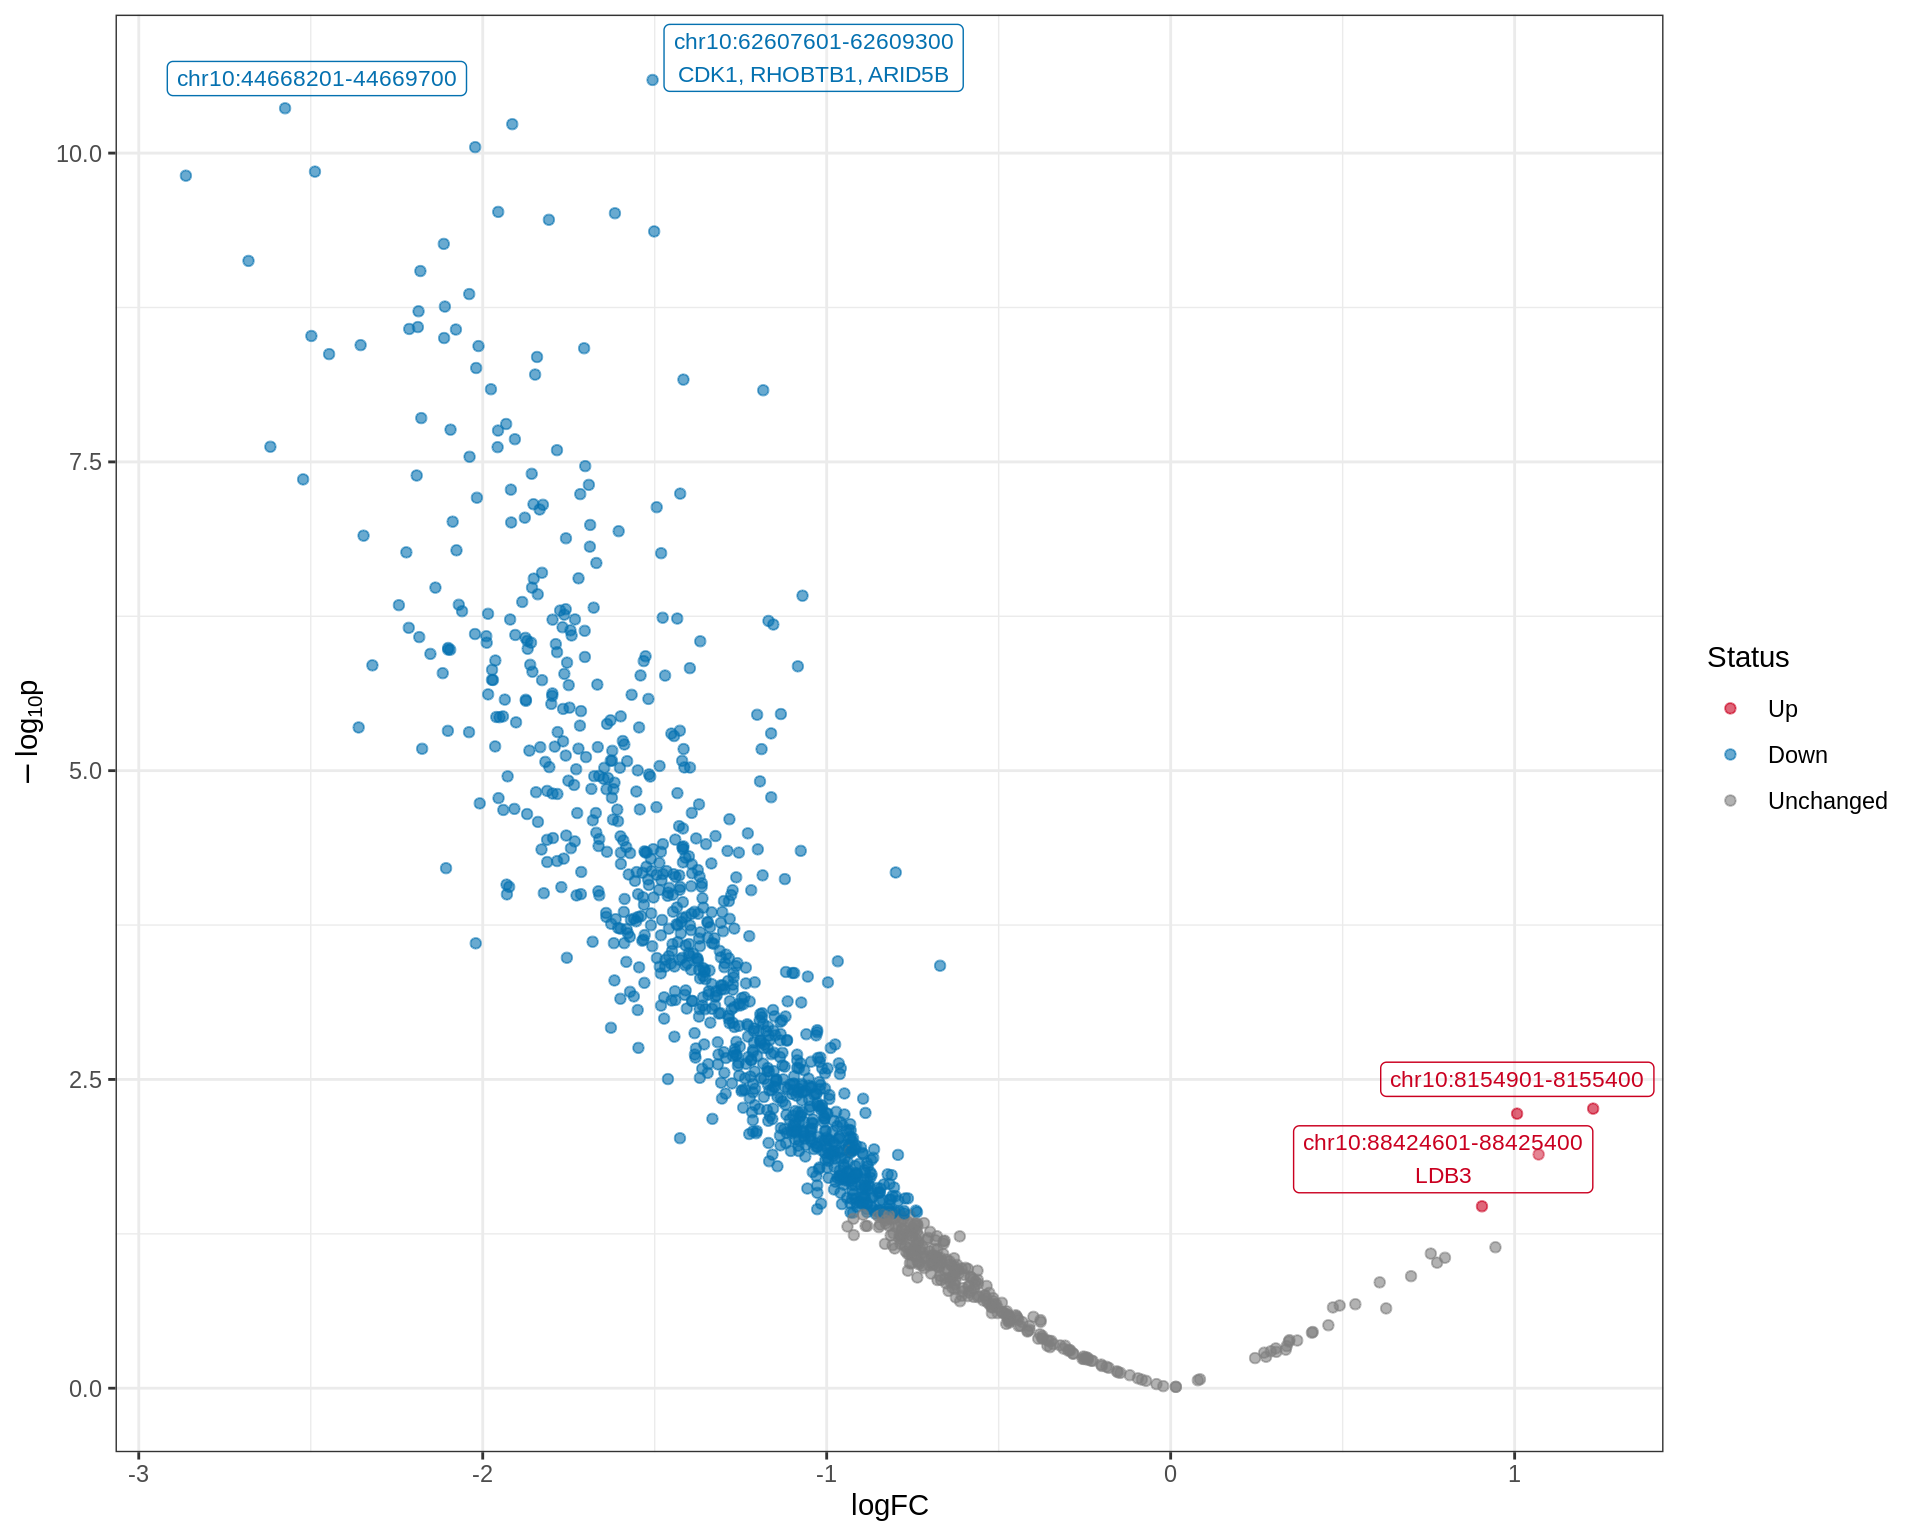 chr10:62607601-62609300
CDK1, RHOBTB1, ARID5B
chr10:44668201-44669700
10.0
7.5
5.0
2.5
0.0
− log10p
chr10:8154901-8155400
chr10:88424601-88425400
LDB3
-3
-2
-1
0
1
logFC
Status
Up
Down
Unchanged